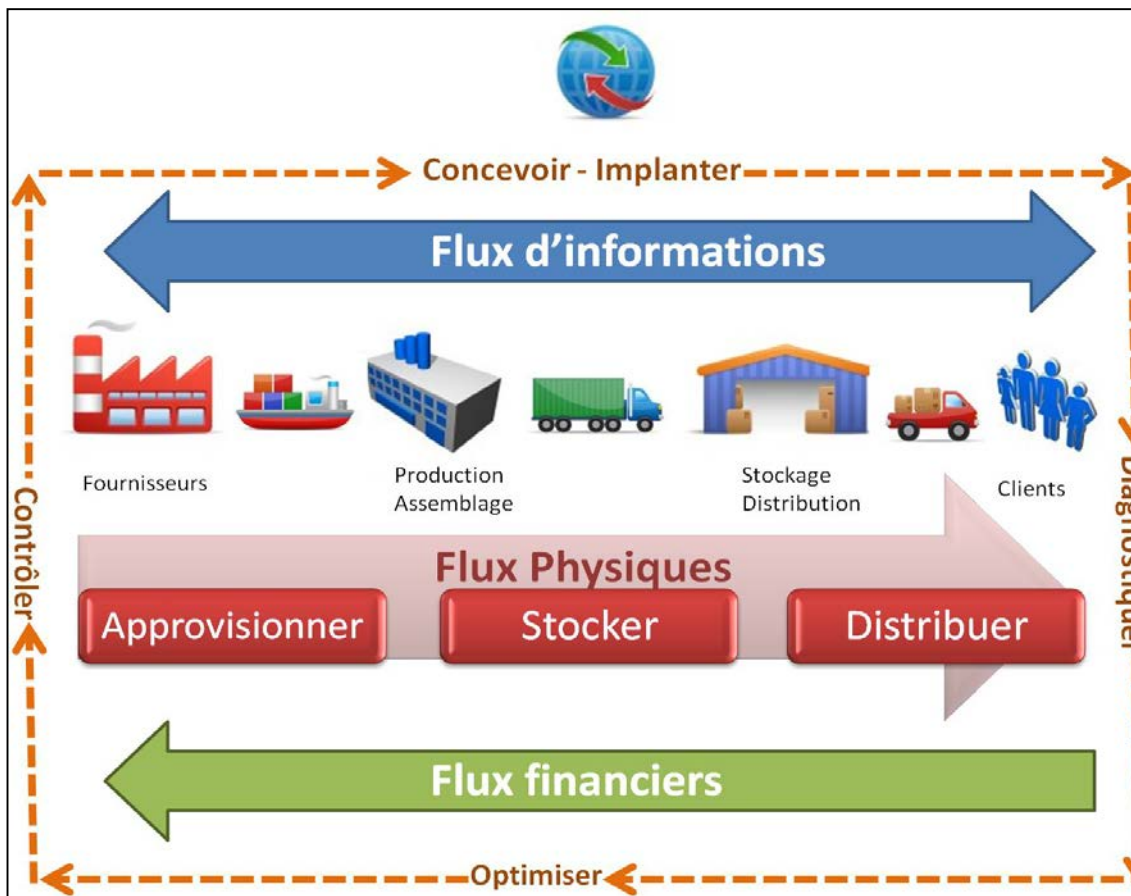 Concevoir - Implanter
Flux d’informations
Fournisseurs
Production
Assemblage
Stockage
Distribution
Clients
Contrôler
Diagnostiquer
Flux Physiques
Approvisionner
Stocker
Distribuer
Flux financiers
Optimiser